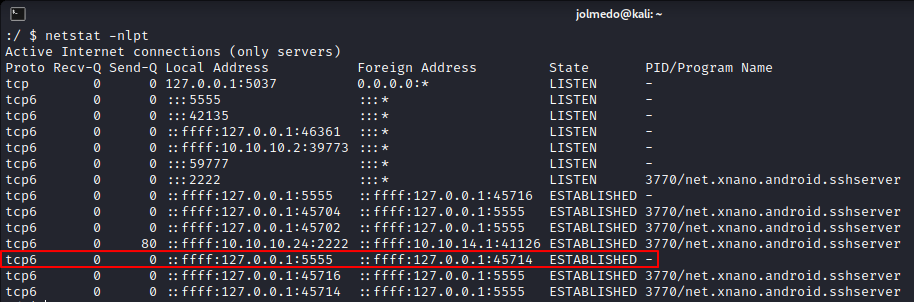 jolmedo@kali: ~
:/ $ netstat -nlpt
Active Internet connections (only servers)
Proto Recv-Q Send-Q Local Address Foreign Address State PID/Program Name
tcp 0 0 127.0.0.1:5037 0.0.0.0:* LISTEN -
tcp6 0 0 :::5555 :::* LISTEN -
tcp6 0 0 :::42135 :::* LISTEN -
tcp6 0 0 ::ffff:127.0.0.1:46361 :::* LISTEN -
tcp6 0 0 ::ffff:10.10.10.2:39773 :::* LISTEN -
tcp6 0 0 :::59777 :::* LISTEN -
tcp6 0 0 :::2222 :::* LISTEN 3770/net.xnano.android.sshserver
tcp6 0 0 ::ffff:127.0.0.1:5555 ::ffff:127.0.0.1:45716 ESTABLISHED -
tcp6 0 0 ::ffff:127.0.0.1:45704 ::ffff:127.0.0.1:5555 ESTABLISHED 3770/net.xnano.android.sshserver
tcp6 0 0 ::ffff:127.0.0.1:45702 ::ffff:127.0.0.1:5555 ESTABLISHED 3770/net.xnano.android.sshserver
tcp6 0 80 ::ffff:10.10.10.24:2222 ::ffff:10.10.14.1:41126 ESTABLISHED 3770/net.xnano.android.sshserver
tcp6 0 0 ::ffff:127.0.0.1:5555 ::ffff:127.0.0.1:45714 ESTABLISHED -
tcp6 0 0 ::ffff:127.0.0.1:45716 ::ffff:127.0.0.1:5555 ESTABLISHED 3770/net.xnano.android.sshserver
tcp6 0 0 ::ffff:127.0.0.1:45714 ::ffff:127.0.0.1:5555 ESTABLISHED 3770/net.xnano.android.sshserver